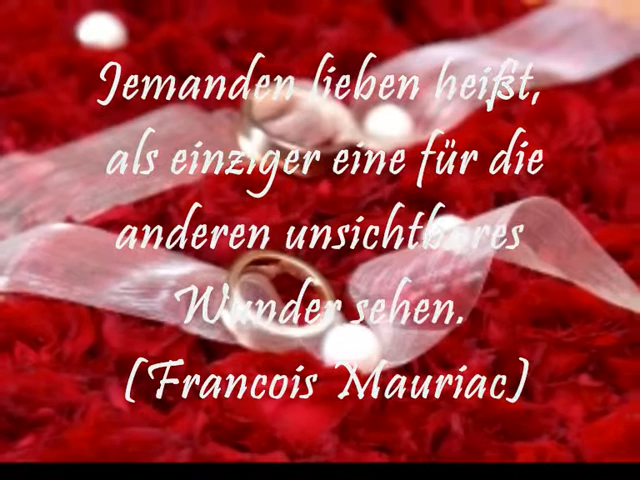 Jemanden lieben heißt,
als einziger eine für die
anderen unsichtbares
Wunder sehen.
(Francois Mauriac)